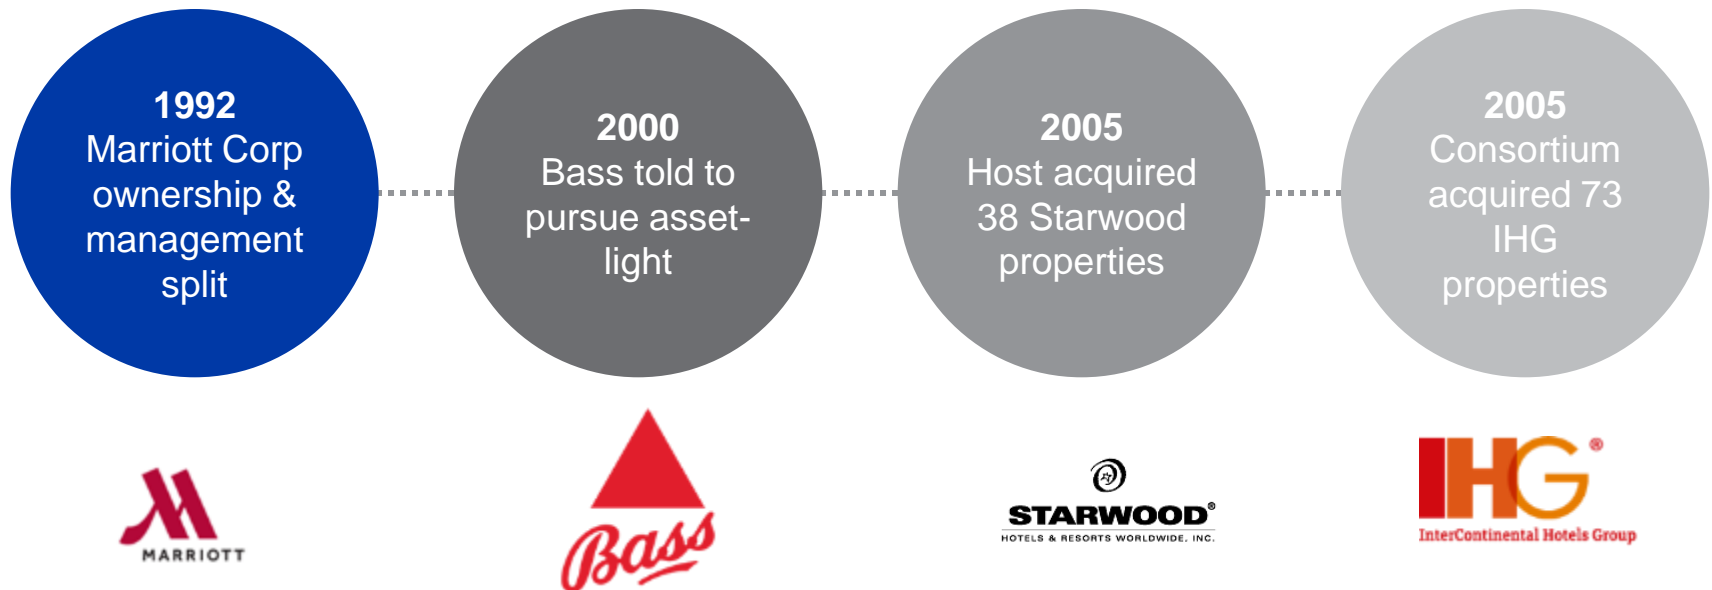 1992
Marriott Corp
ownership &
management
split
2000
Bass told to
pursue asset-
light
2005
Host acquired
38 Starwood
properties
2005
Consortium
acquired 73
IHG
properties
MARRIOTT
Bass
STARWOOD®
HOTELS & RESORTS WORLDWIDE, INC.
IHG®
InterContinental Hotels Group